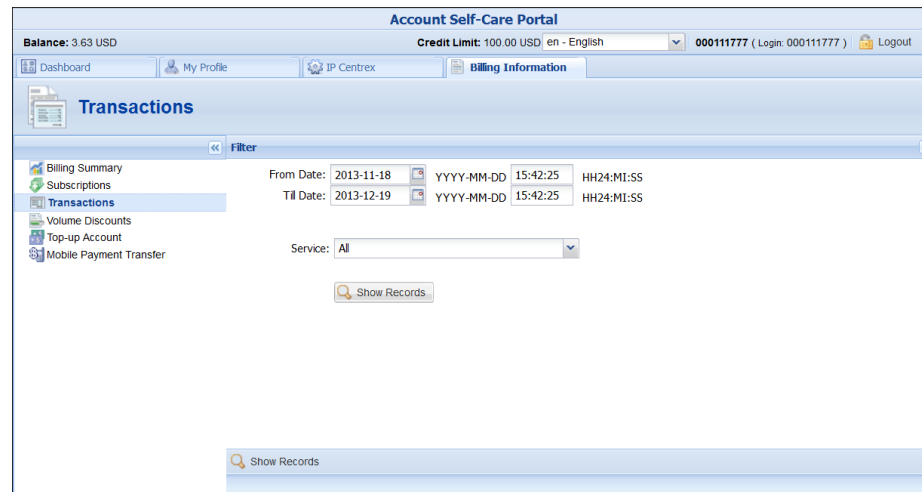 Account Self-Care Portal
Balance: 3.63 USD Credit Limit: 100.00 USD en - English 000111777 ( Login: 000111777 ) Logout
Dashboard My Profile IP Centrex Billing Information
Transactions
« Filter
Billing Summary
Subscriptions
Transactions
Volume Discounts
Top-up Account
Mobile Payment Transfer
From Date: 2013-11-18 YYYY-MM-DD 15:42:25 HH24:MI:SS
Till Date: 2013-12-19 YYYY-MM-DD 15:42:25 HH24:MI:SS
Service: All
Show Records
Show Records